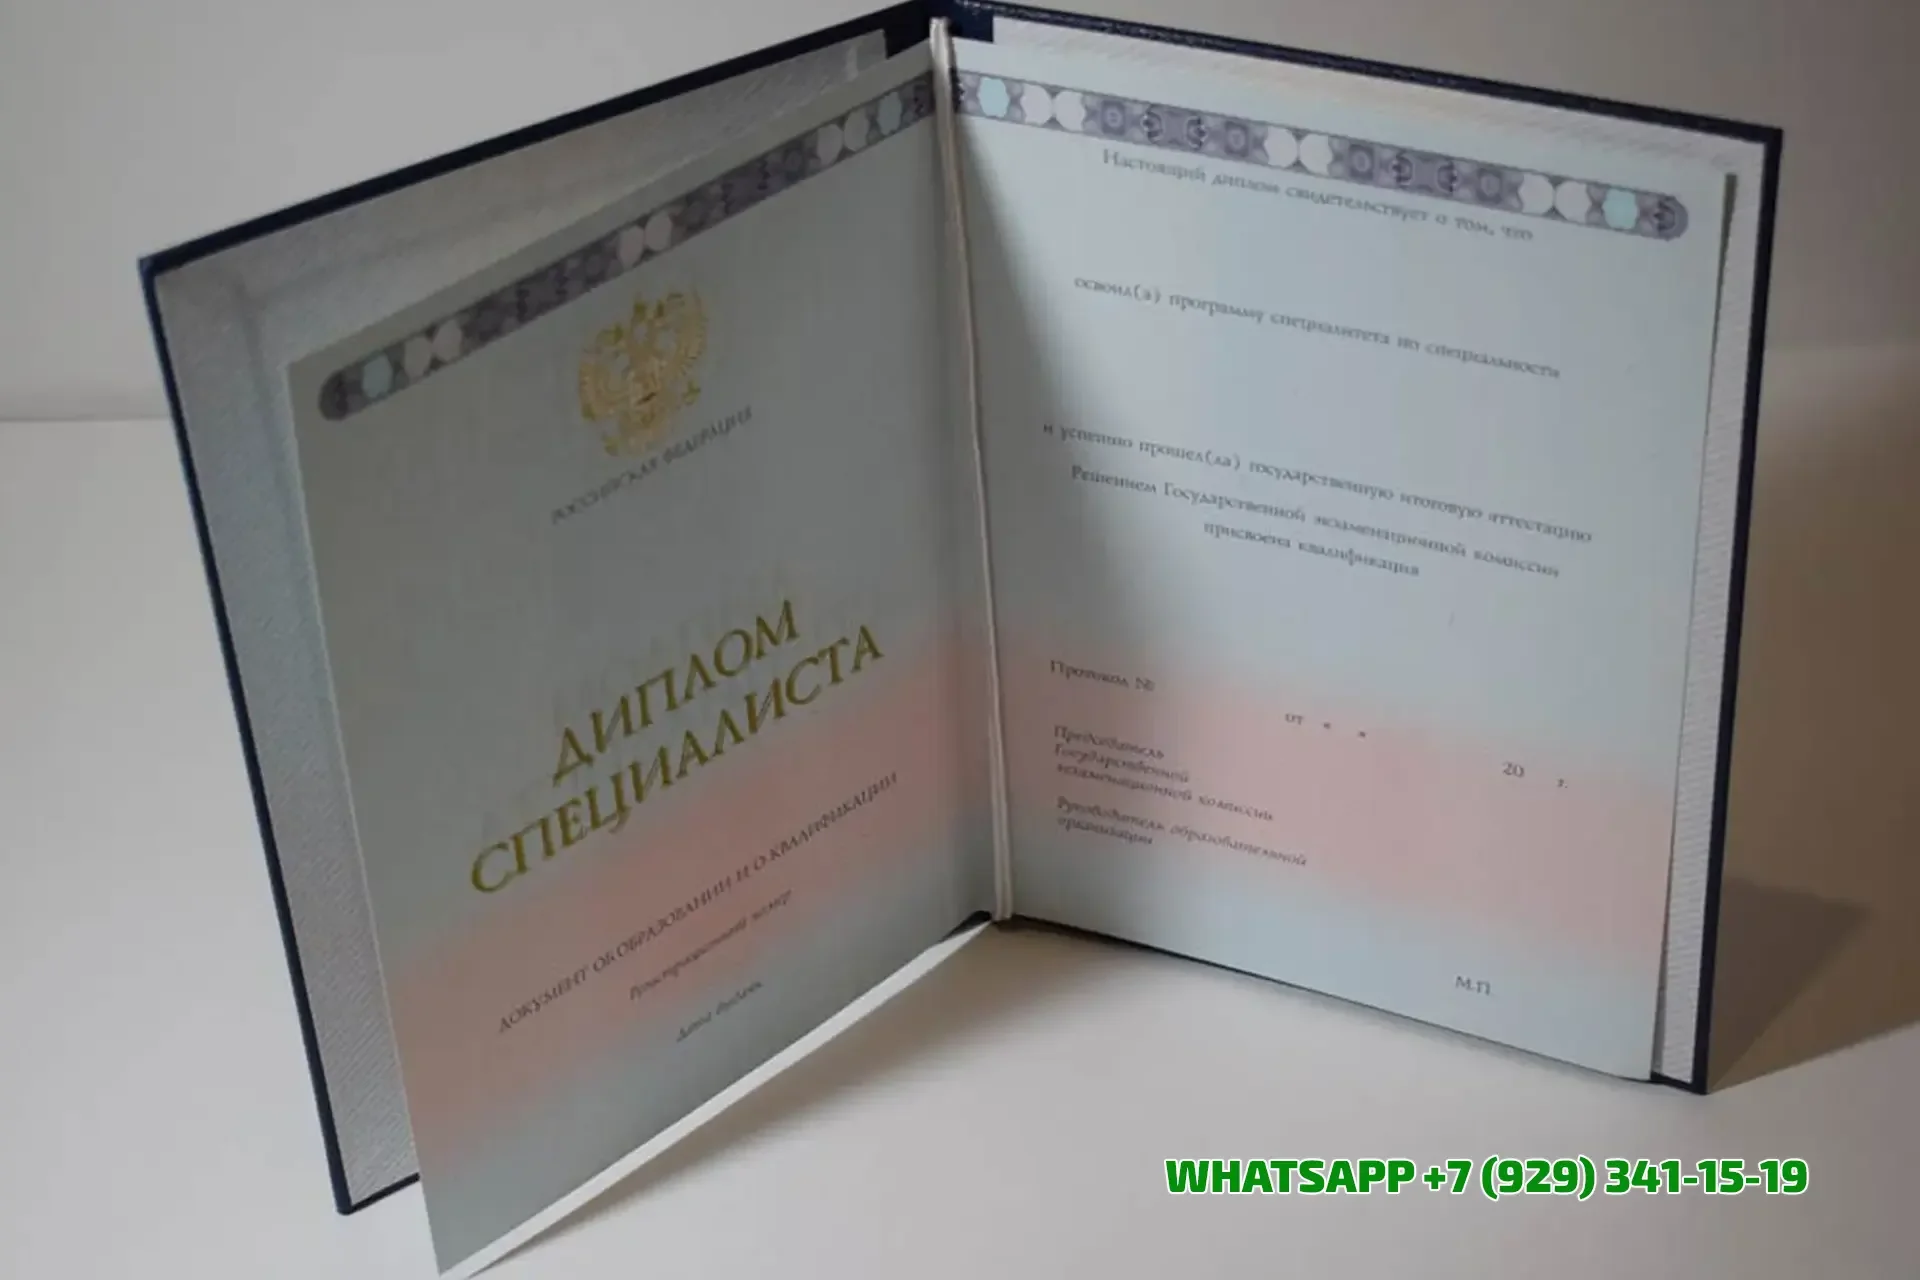 РОССИЙСКАЯ ФЕДЕРАЦИЯ
ДИПЛОМ
СПЕЦИАЛИСТА
ДОКУМЕНТ ОБ ОБРАЗОВАНИИ И О КВАЛИФИКАЦИИ
Регистрационный номер
Дата выдачи
Настоящий диплом свидетельствует о том, что
освоил(а) программу специалитета по специальности
и успешно прошел(ла) государственную итоговую аттестацию
Решением Государственной экзаменационной комиссии
присвоена квалификация
Протокол №
от « »
20 г.
Председатель
Государственной
экзаменационной комиссии
Руководитель образовательной
организации
М.П.
WHATSAPP +7 (929) 341-15-19